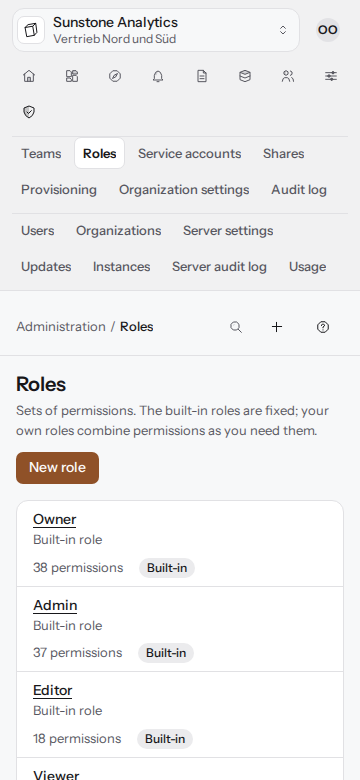 Sunstone Analytics
Vertrieb Nord und Süd
OO
Teams Roles Service accounts Shares
Provisioning Organization settings Audit log
Users Organizations Server settings
Updates Instances Server audit log Usage
Administration / Roles
Roles
Sets of permissions. The built-in roles are fixed; your
own roles combine permissions as you need them.
New role
Owner
Built-in role
38 permissions Built-in
Admin
Built-in role
37 permissions Built-in
Editor
Built-in role
18 permissions Built-in
Viewer